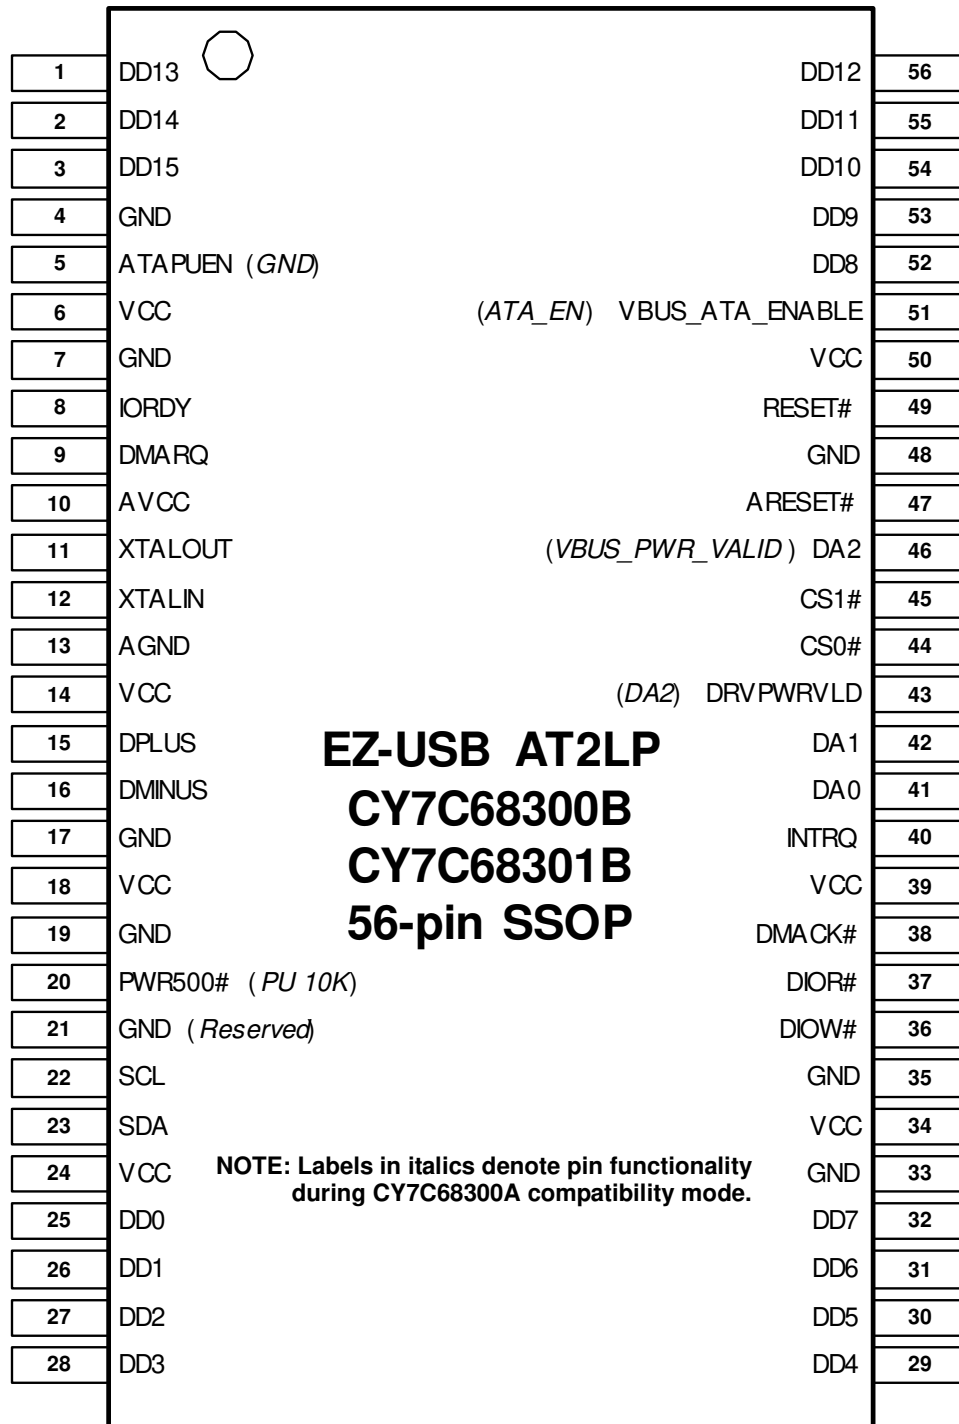 1 DD13 DD12 56
2 DD14 DD11 55
3 DD15 DD10 54
4 GND DD9 53
5 ATAPUEN (GND) DD8 52
6 VCC (ATA_EN) VBUS_ATA_ENABLE 51
7 GND VCC 50
8 IORDY RESET# 49
9 DMARQ GND 48
10 AVCC ARESET# 47
11 XTALOUT (VBUS_PWR_VALID) DA2 46
12 XTALIN CS1# 45
13 AGND CS0# 44
14 VCC (DA2) DRVPWRVLD 43
15 DPLUS EZ-USB AT2LP DA1 42
16 DMINUS DA0 41
CY7C68300B
17 GND INTRQ 40
CY7C68301B
18 VCC VCC 39
56-pin SSOP
19 GND DMACK# 38
20 PWR500# (PU 10K) DIOR# 37
21 GND (Reserved) DIOW# 36
22 SCL GND 35
23 SDA VCC 34
24 VCC NOTE: Labels in italics denote pin functionality GND 33
during CY7C68300A compatibility mode.
25 DD0 DD7 32
26 DD1 DD6 31
27 DD2 DD5 30
28 DD3 DD4 29